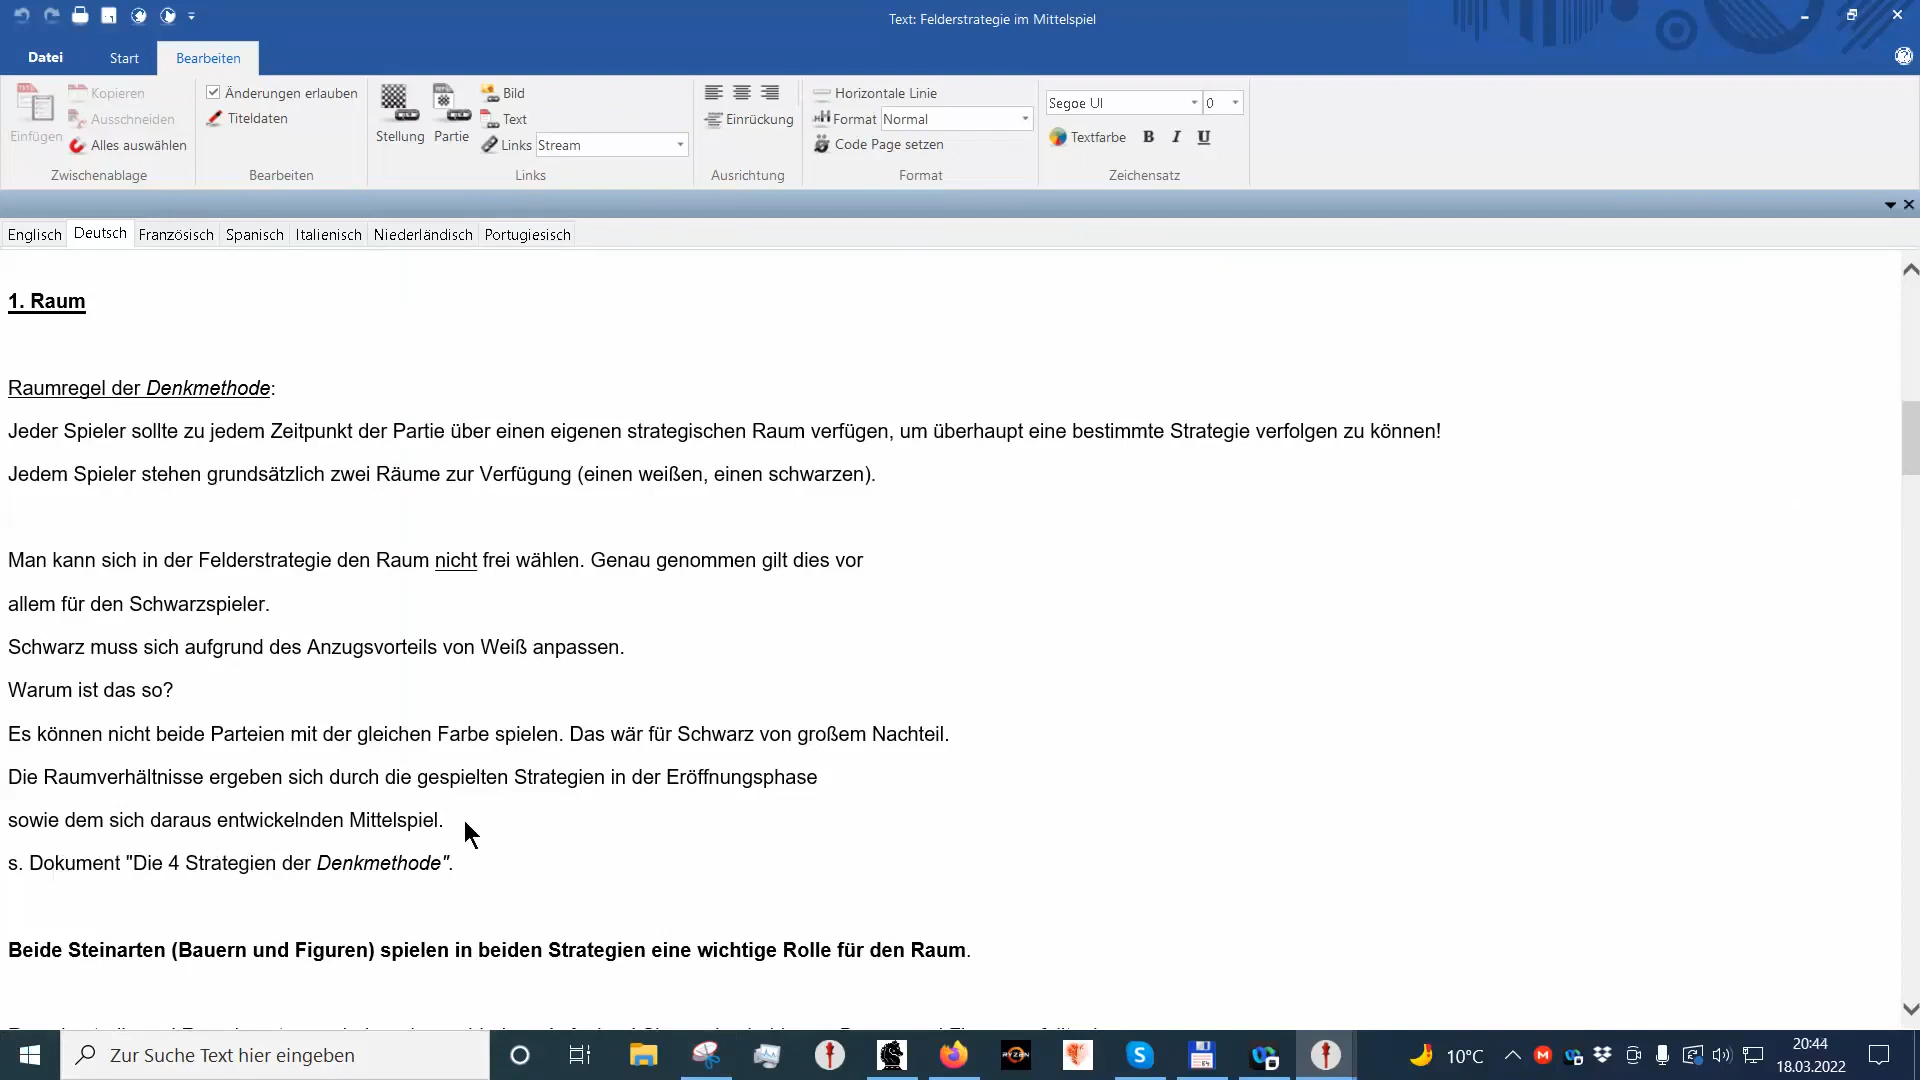 Text: Felderstrategie im Mittelspiel
Datei Start Bearbeiten
Einfügen
Kopieren
Ausschneiden
Alles auswählen
Zwischenablage
Änderungen erlauben
Titeldaten
Bearbeiten
Stellung
Partie
Bild
Text
Links Stream
Links
Einrückung
Ausrichtung
Horizontale Linie
Format Normal
Code Page setzen
Format
Segoe UI 0
Textfarbe B I U
Zeichensatz
Englisch Deutsch Französisch Spanisch Italienisch Niederländisch Portugiesisch
1. Raum
Raumregel der Denkmethode:
Jeder Spieler sollte zu jedem Zeitpunkt der Partie über einen eigenen strategischen Raum verfügen, um überhaupt eine bestimmte Strategie verfolgen zu können!
Jedem Spieler stehen grundsätzlich zwei Räume zur Verfügung (einen weißen, einen schwarzen).
Man kann sich in der Felderstrategie den Raum nicht frei wählen. Genau genommen gilt dies vor
allem für den Schwarzspieler.
Schwarz muss sich aufgrund des Anzugsvorteils von Weiß anpassen.
Warum ist das so?
Es können nicht beide Parteien mit der gleichen Farbe spielen. Das wär für Schwarz von großem Nachteil.
Die Raumverhältnisse ergeben sich durch die gespielten Strategien in der Eröffnungsphase
sowie dem sich daraus entwickelnden Mittelspiel.
s. Dokument "Die 4 Strategien der Denkmethode".
Beide Steinarten (Bauern und Figuren) spielen in beiden Strategien eine wichtige Rolle für den Raum.
Zur Suche Text hier eingeben
RYZEN
10°C
20:44
18.03.2022